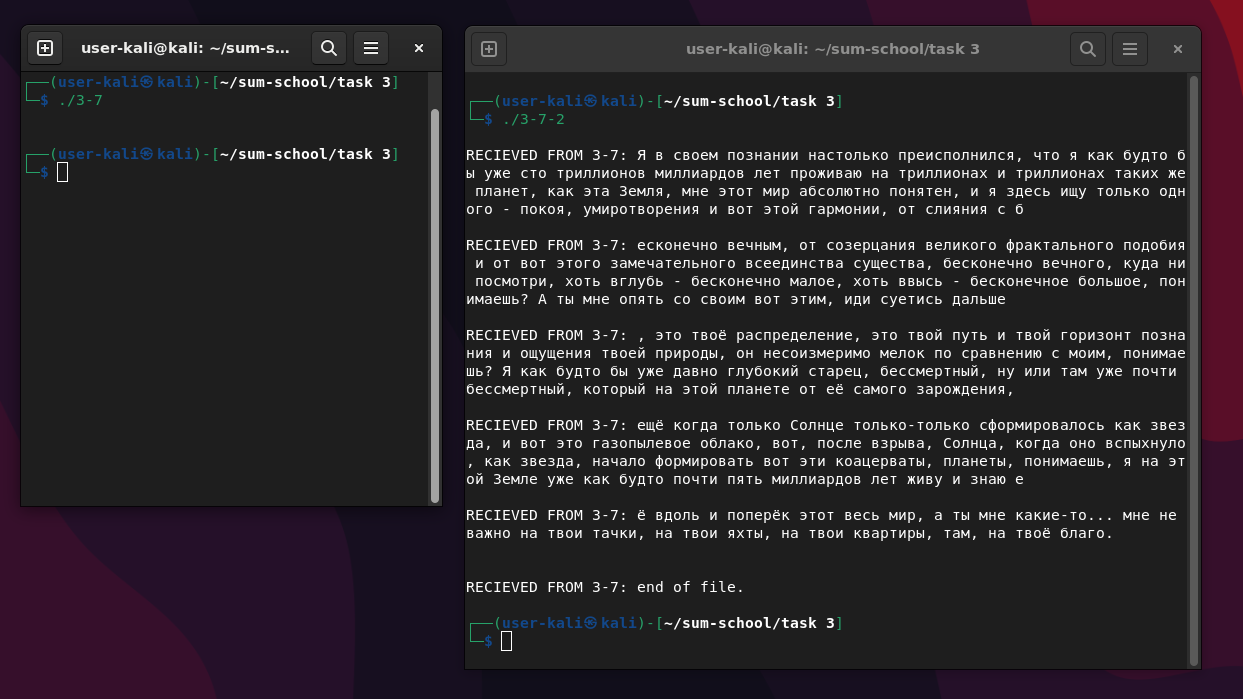 user-kali@kali: ~/sum-s...
┌──(user-kali㉿kali)-[~/sum-school/task 3]
└─$ ./3-7
┌──(user-kali㉿kali)-[~/sum-school/task 3]
└─$
user-kali@kali: ~/sum-school/task 3
┌──(user-kali㉿kali)-[~/sum-school/task 3]
└─$ ./3-7-2
RECIEVED FROM 3-7: Я в своем познании настолько преисполнился, что я как будто б
ы уже сто триллионов миллиардов лет проживаю на триллионах и триллионах таких же
планет, как эта Земля, мне этот мир абсолютно понятен, и я здесь ищу только одн
ого - покоя, умиротворения и вот этой гармонии, от слияния с б
RECIEVED FROM 3-7: есконечно вечным, от созерцания великого фрактального подобия
и от вот этого замечательного всеединства существа, бесконечно вечного, куда ни
посмотри, хоть вглубь - бесконечно малое, хоть ввысь - бесконечное большое, пон
имаешь? А ты мне опять со своим вот этим, иди суетись дальше
RECIEVED FROM 3-7: , это твоё распределение, это твой путь и твой горизонт позна
ния и ощущения твоей природы, он несоизмеримо мелок по сравнению с моим, понимае
шь? Я как будто бы уже давно глубокий старец, бессмертный, ну или там уже почти
бессмертный, который на этой планете от её самого зарождения,
RECIEVED FROM 3-7: ещё когда только Солнце только-только сформировалось как звез
да, и вот это газопылевое облако, вот, после взрыва, Солнца, когда оно вспыхнуло
, как звезда, начало формировать вот эти коацерваты, планеты, понимаешь, я на эт
ой Земле уже как будто почти пять миллиардов лет живу и знаю е
RECIEVED FROM 3-7: ё вдоль и поперёк этот весь мир, а ты мне какие-то... мне не
важно на твои тачки, на твои яхты, на твои квартиры, там, на твоё благо.
RECIEVED FROM 3-7: end of file.
┌──(user-kali㉿kali)-[~/sum-school/task 3]
└─$